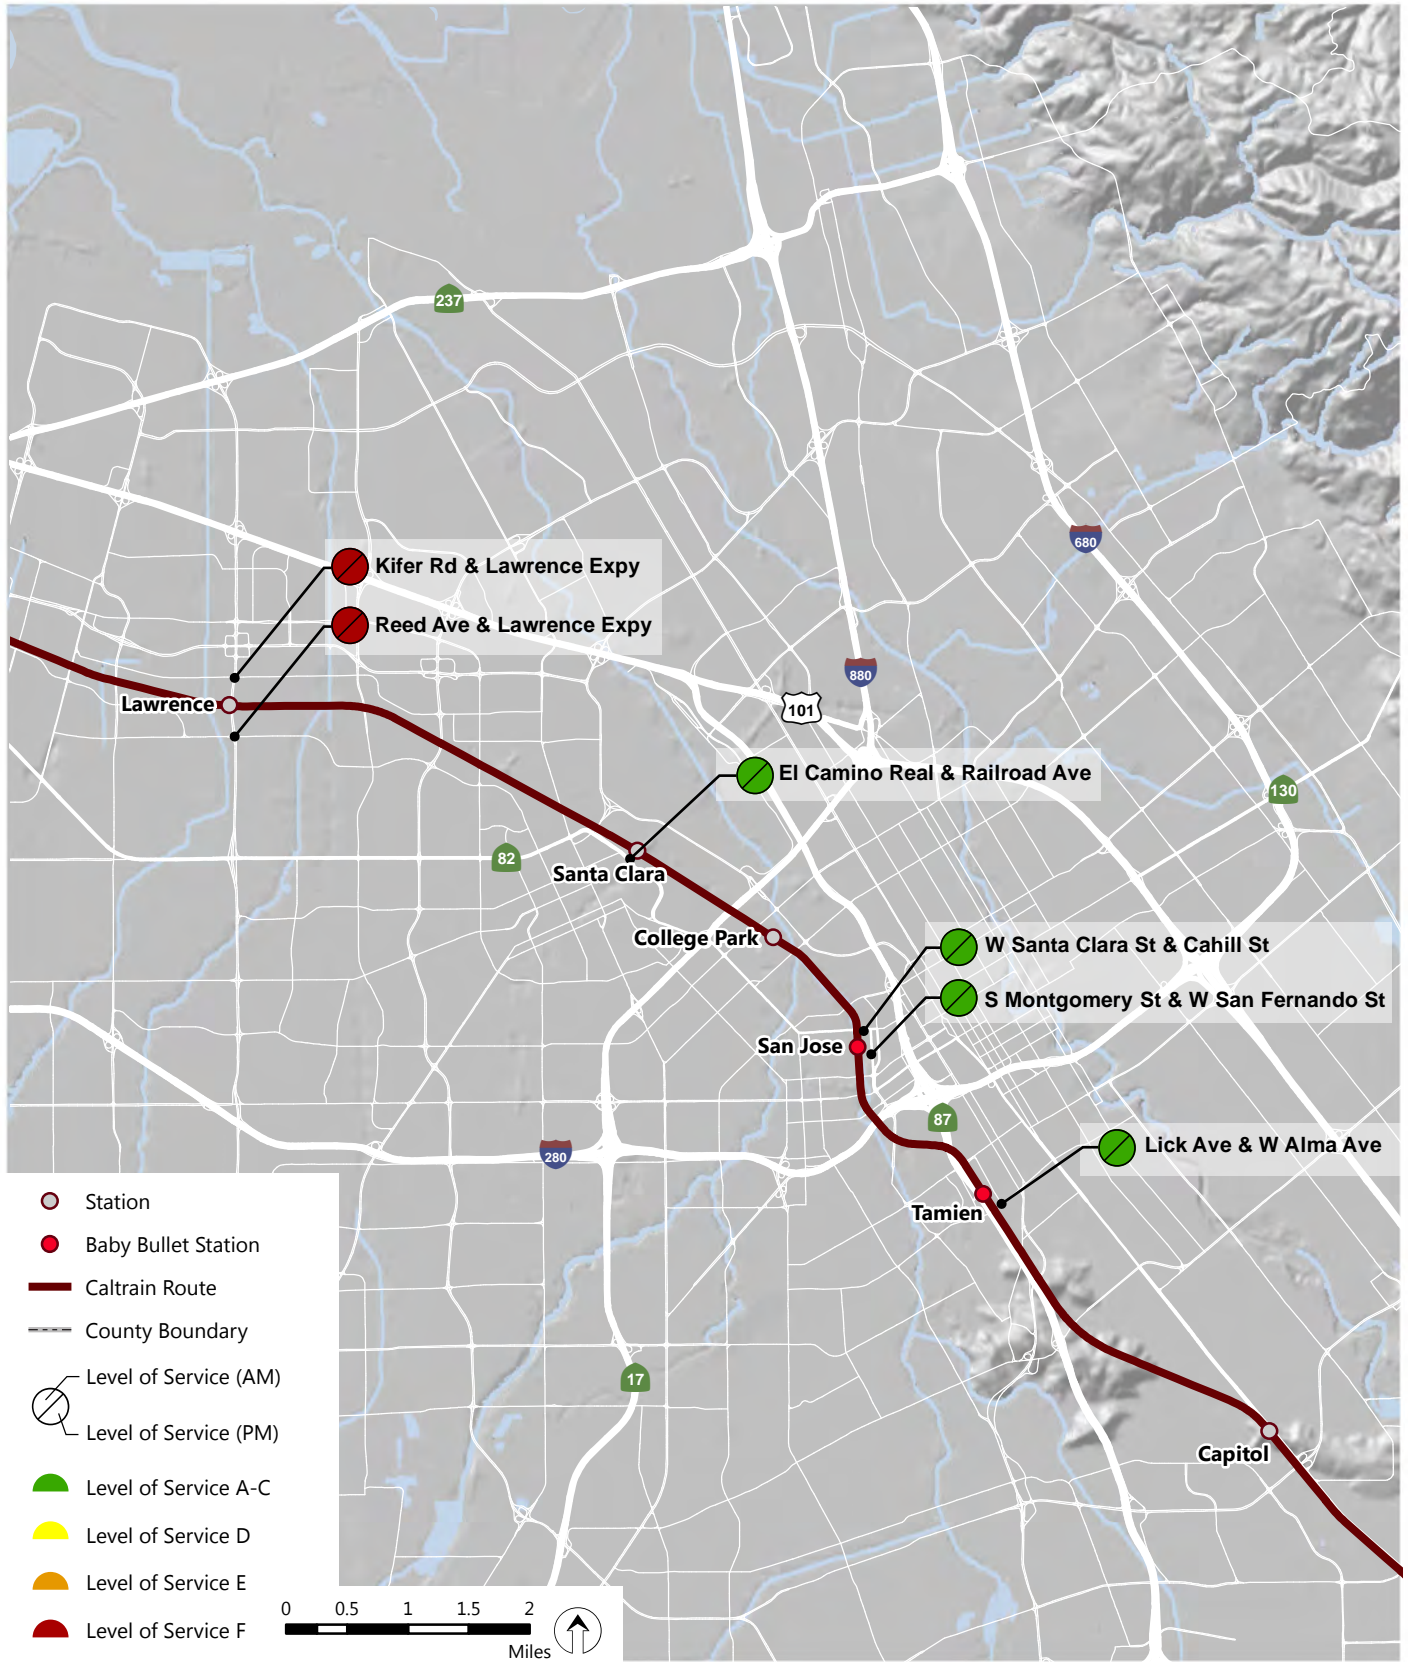 237
680
Kifer Rd & Lawrence Expy
Reed Ave & Lawrence Expy
880
Lawrence
101
El Camino Real & Railroad Ave
130
82
Santa Clara
College Park
W Santa Clara St & Cahill St
S Montgomery St & W San Fernando St
San Jose
87
Lick Ave & W Alma Ave
280
Tamien
17
Capitol
Station
Baby Bullet Station
Caltrain Route
County Boundary
Level of Service (AM)
Level of Service (PM)
Level of Service A-C
Level of Service D
Level of Service E
Level of Service F
0 0.5 1 1.5 2
Miles